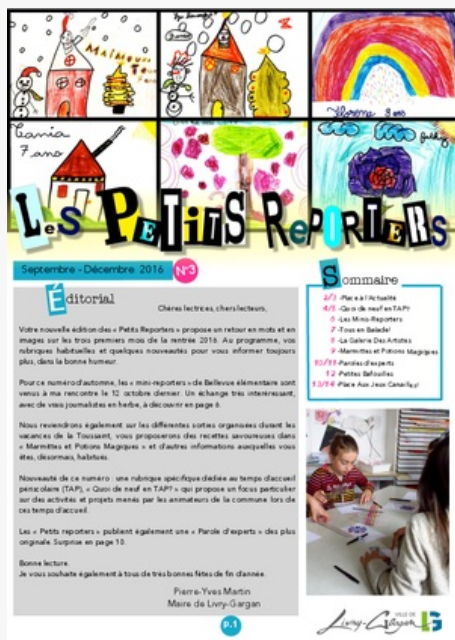 Maïmouna
Tania
7 ans
Florence 8 ans
Les PETITS REPORTERS
Septembre - Décembre 2016
N°3
Éditorial
Chères lectrices, chers lecteurs,
Votre nouvelle édition des « Petits Reporters » propose un retour en mots et en
images sur les trois premiers mois de la rentrée 2016. Au programme, vos
rubriques habituelles et quelques nouveautés pour vous informer toujours
plus, dans la bonne humeur.
Pour ce numéro d'automne, les « mini-reporters » de Bellevue élémentaire sont
venus à ma rencontre le 12 octobre dernier. Un échange très intéressant,
avec de vrais journalistes en herbe, à découvrir en page 6.
Nous reviendrons également sur les différentes sorties organisées durant les
vacances de la Toussaint, vous proposerons des recettes savoureuses dans
« Marmittes et Potions Magiques » et d'autres informations auxquelles vous
êtes, désormais, habitués.
Nouveauté de ce numéro : une rubrique spécifique dédiée au temps d'accueil
périscolaire (TAP), « Quoi de neuf en TAP? » qui propose un focus particulier
sur des activités et projets menés par les animateurs de la commune lors de
ces temps d'accueil.
Les « Petits reporters » publient également une « Parole d'experts » des plus
originale. Surprise en page 10.
Bonne lecture.
Je vous souhaite également à tous de très bonnes fêtes de fin d'année.
Pierre-Yves Martin
Maire de Livry-Gargan
Sommaire
2/3 -Place à l'Actualité
4/5 -Quoi de neuf en TAP?
6 -Les Minis-Reporters
7 -Tous en Balade!
8 -La Galerie Des Artistes
9 -Marmittes et Potions Magiques
10/11 -Paroles d'experts
12 -Petites Bafouilles
13/14 -Place Aux Jeux
p.1
VILLE DE
Livry-Gargan